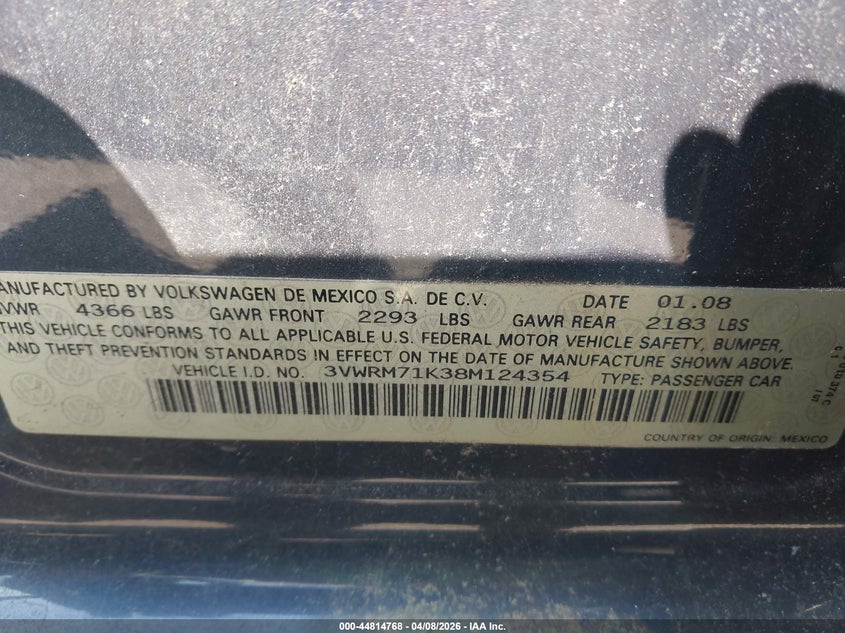 ANUFACTURED BY VOLKSWAGEN DE MEXICO S.A. DE C.V. DATE 01.08
VWR 4366 LBS GAWR FRONT 2293 LBS GAWR REAR 2183 LBS
THIS VEHICLE CONFORMS TO ALL APPLICABLE U.S. FEDERAL MOTOR VEHICLE SAFETY, BUMPER,
AND THEFT PREVENTION STANDARDS IN EFFECT ON THE DATE OF MANUFACTURE SHOWN ABOVE.
VEHICLE I.D. NO. 3VWRM71K38M124354 TYPE: PASSENGER CAR
COUNTRY OF ORIGIN: MEXICO
000-44814768 - 04/08/2026 - IAA Inc.